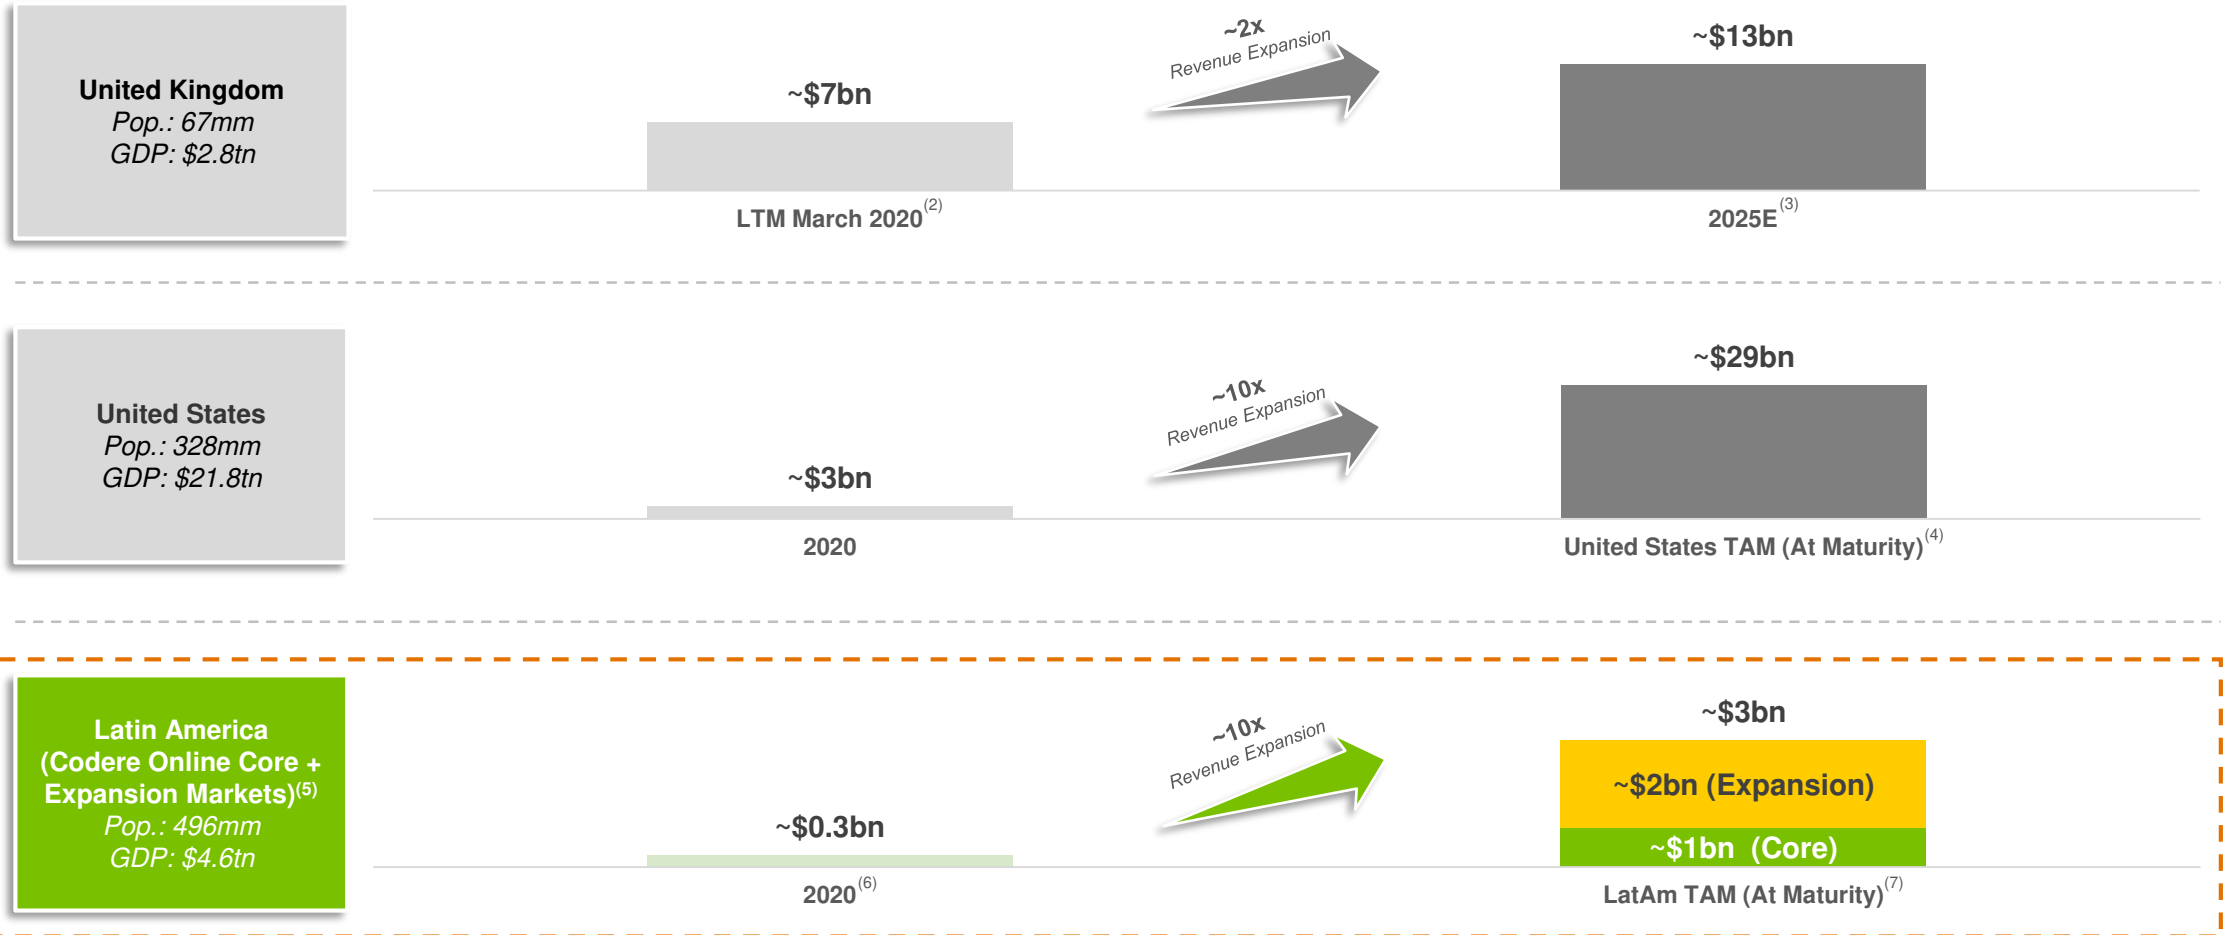 United Kingdom
Pop.: 67mm
GDP: $2.8tn
~$7bn
LTM March 2020(2)
~2x
Revenue Expansion
~$13bn
2025E(3)
United States
Pop.: 328mm
GDP: $21.8tn
~$3bn
2020
~10x
Revenue Expansion
~$29bn
United States TAM (At Maturity)(4)
Latin America
(Codere Online Core +
Expansion Markets)(5)
Pop.: 496mm
GDP: $4.6tn
~$0.3bn
2020(6)
~10x
Revenue Expansion
~$3bn
~$2bn (Expansion)
~$1bn  (Core)
LatAm TAM (At Maturity)(7)